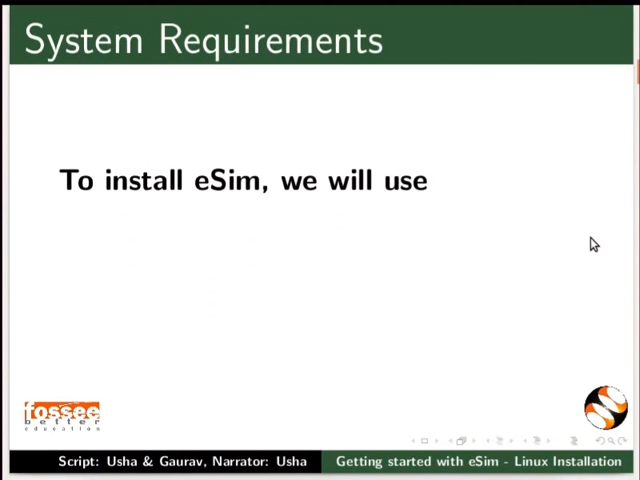 System Requirements
To install eSim, we will use
fossee
better
education
Script: Usha & Gaurav, Narrator: Usha
Getting started with eSim - Linux Installation